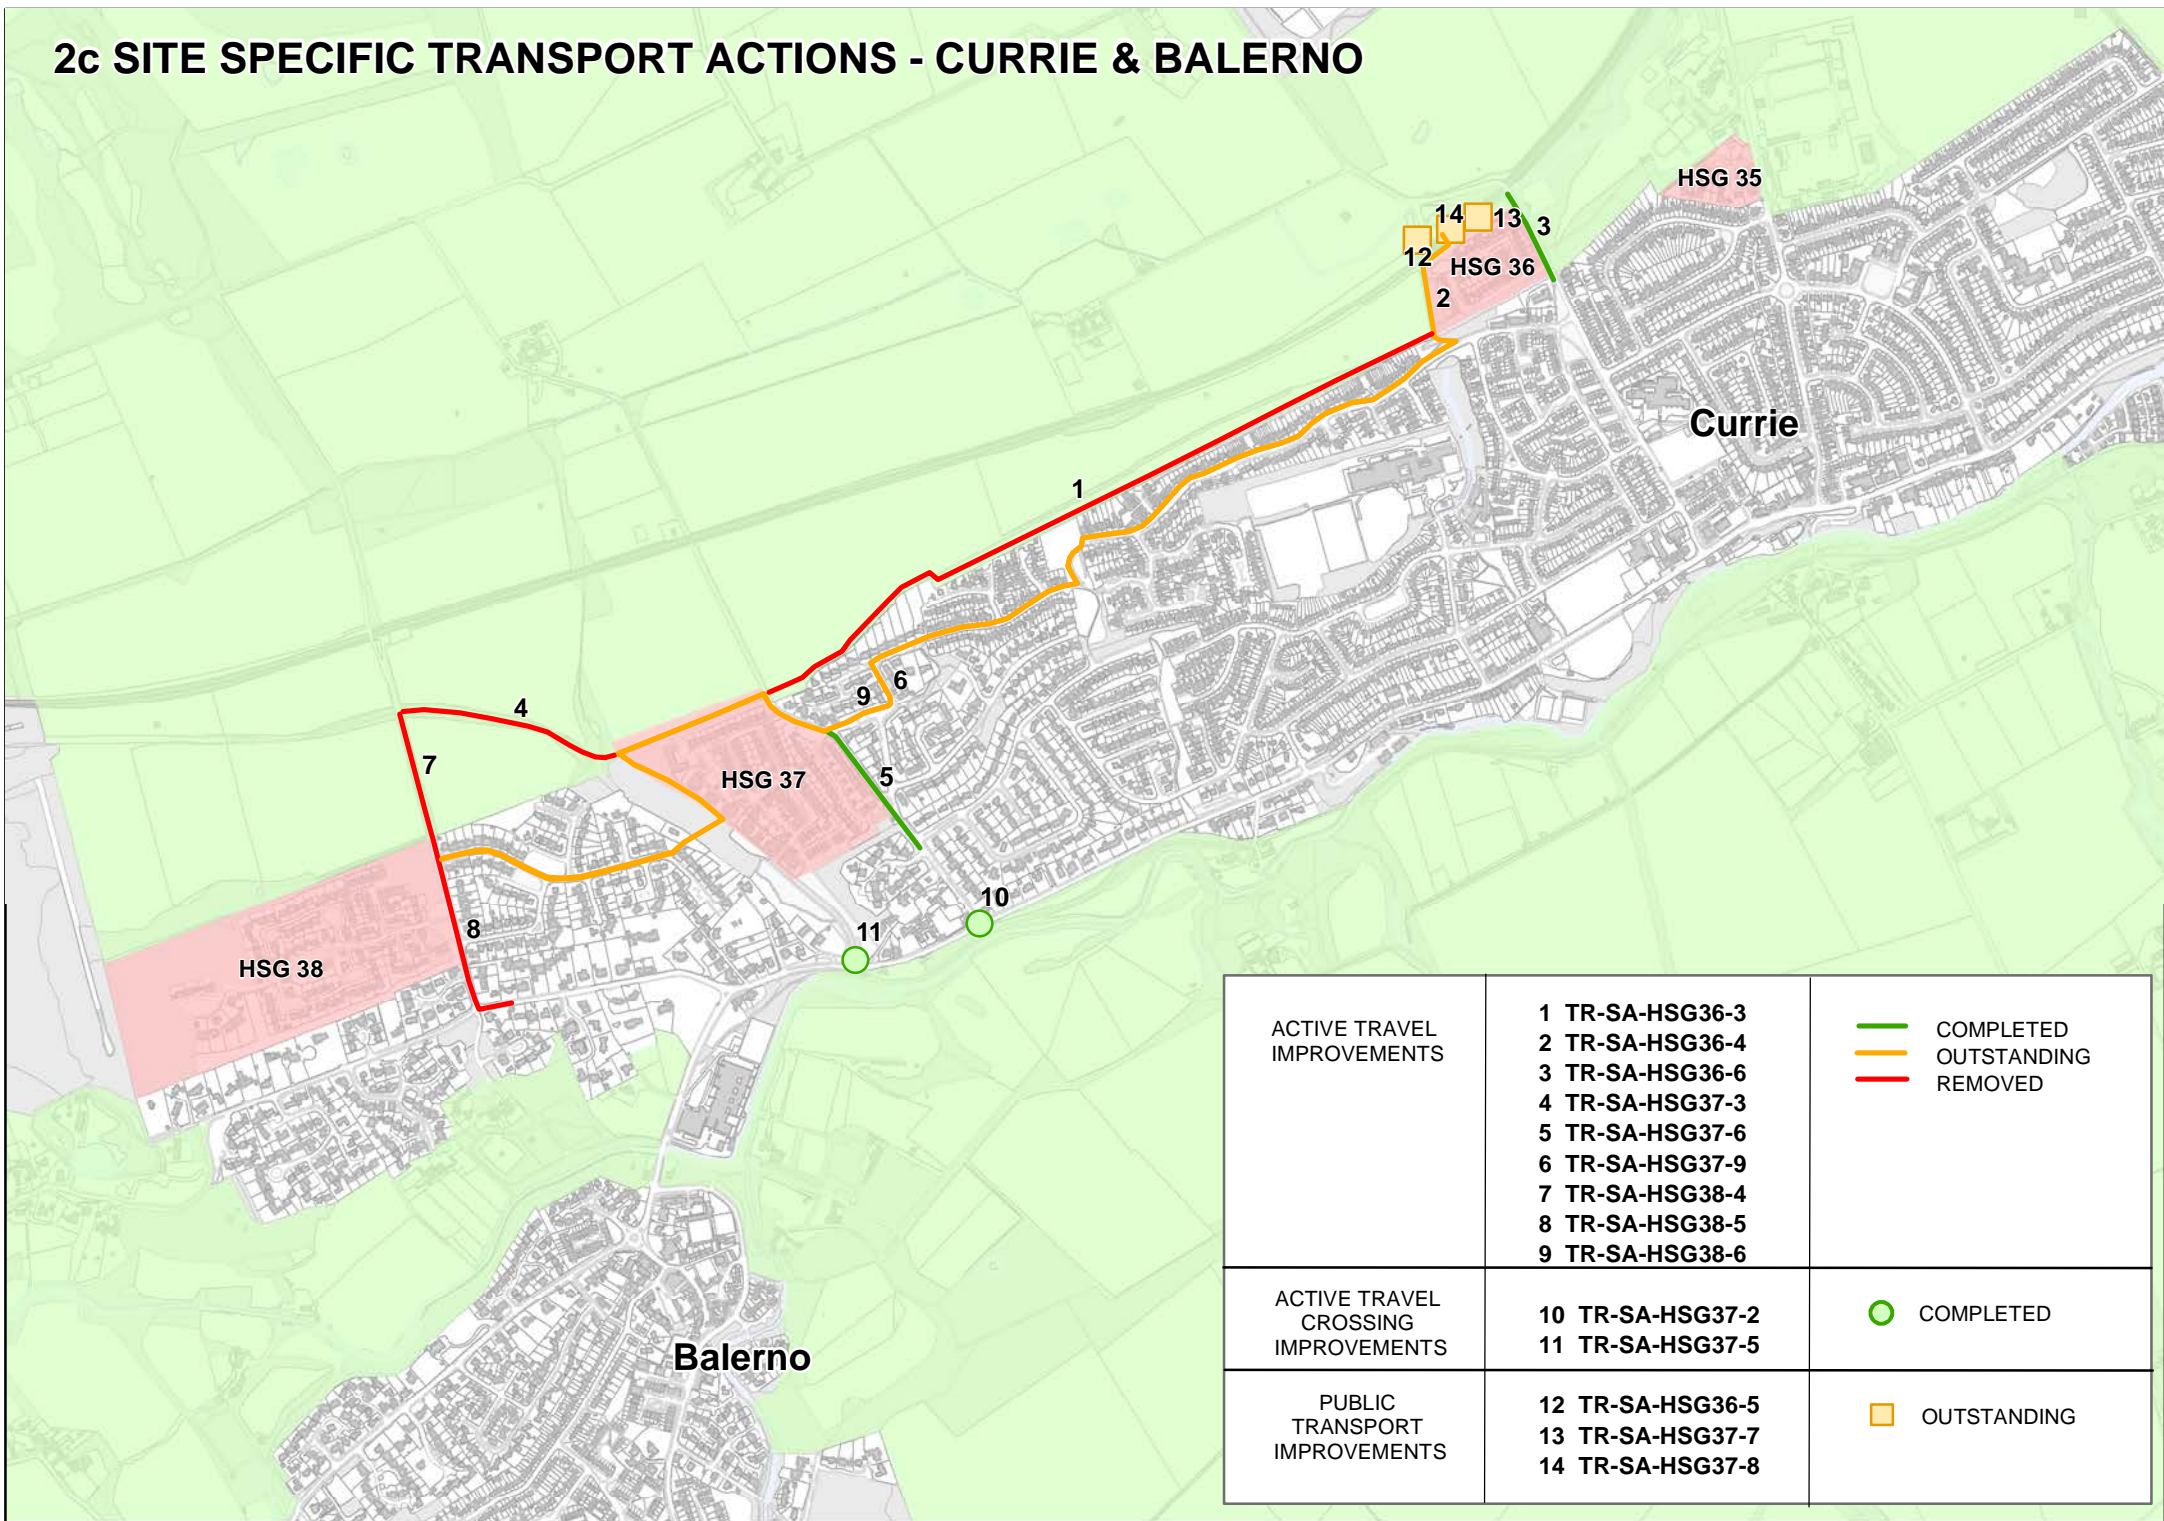 2c SITE SPECIFIC TRANSPORT ACTIONS - CURRIE & BALERNO
HSG 35
14
13
3
12
HSG 36
2
Currie
1
6
9
4
7
HSG 37
5
10
8
11
HSG 38
Balerno
ACTIVE TRAVEL
IMPROVEMENTS
1 TR-SA-HSG36-3
2 TR-SA-HSG36-4
3 TR-SA-HSG36-6
4 TR-SA-HSG37-3
5 TR-SA-HSG37-6
6 TR-SA-HSG37-9
7 TR-SA-HSG38-4
8 TR-SA-HSG38-5
9 TR-SA-HSG38-6
COMPLETED
OUTSTANDING
REMOVED
ACTIVE TRAVEL
CROSSING
IMPROVEMENTS
10 TR-SA-HSG37-2
11 TR-SA-HSG37-5
COMPLETED
PUBLIC
TRANSPORT
IMPROVEMENTS
12 TR-SA-HSG36-5
13 TR-SA-HSG37-7
14 TR-SA-HSG37-8
OUTSTANDING